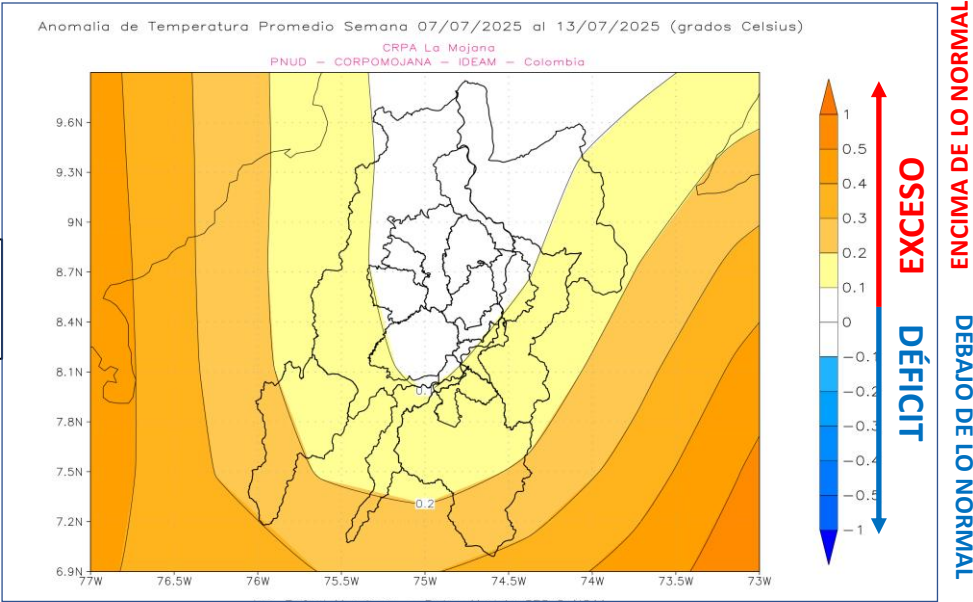 Anomalia de Temperatura Promedio Semana 07/07/2025 al 13/07/2025 (grados Celsius)
CRPA La Mojana
PNUD – CORPOMOJANA – IDEAM – Colombia
9.6N
9.3N
9N
8.7N
8.4N
8.1N
7.8N
7.5N
7.2N
6.9N
77W
76.5W
76W
75.5W
75W
74.5W
74W
73.5W
73W
0.2
1
0.5
0.4
0.3
0.2
0.1
0
−0.1
−0.2
−0.3
−0.4
−0.5
−1
EXCESO
DÉFICIT
ENCIMA DE LO NORMAL
DEBAJO DE LO NORMAL